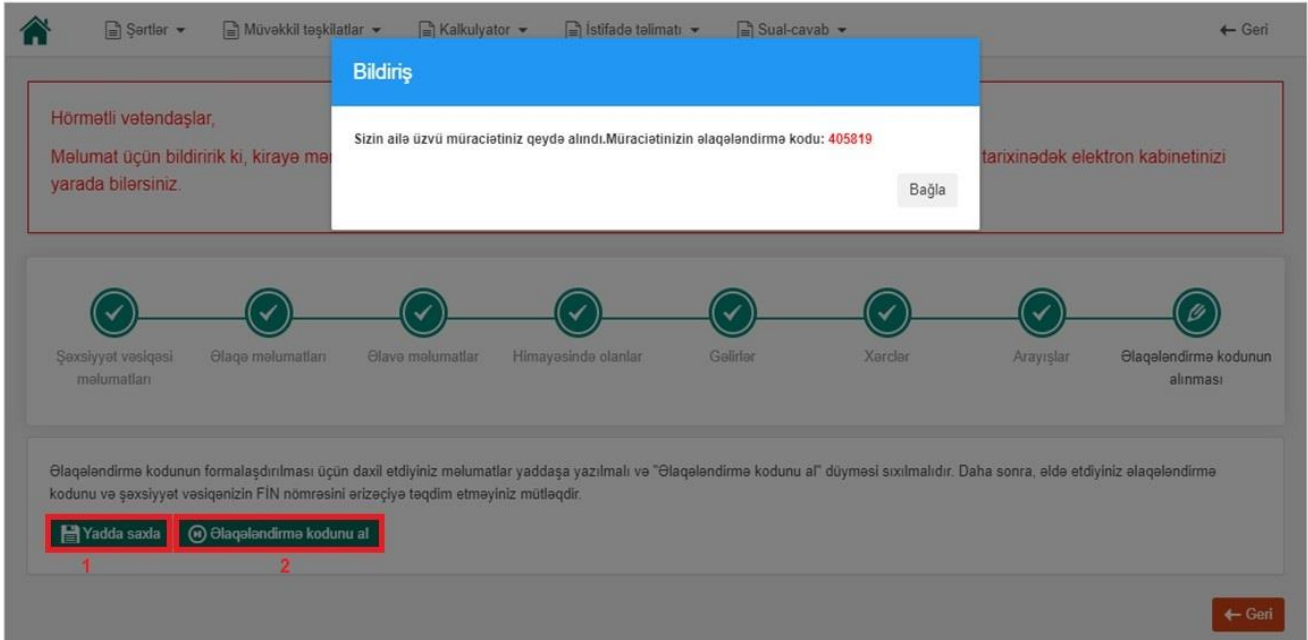 Şərtlər Müvəkkil təşkilatlar Kalkulyator İstifadə təlimatı Sual-cavab Geri
Bildiriş
Sizin ailə üzvü müraciətiniz qeydə alındı.Müraciətinizin əlaqələndirmə kodu: 405819
Bağla
Hörmətli vətəndaşlar,
Məlumat üçün bildiririk ki, kirayə tarixinədək elektron kabinetinizi
yarada bilərsiniz.
Şəxsiyyət vəsiqəsi Əlaqə məlumatları Əlavə məlumatlar Himayəsində olanlar Gəlirlər Xərclər Arayışlar Əlaqələndirmə kodunun
məlumatları alınması
Əlaqələndirmə kodunun formalaşdırılması üçün daxil etdiyiniz məlumatlar yaddaşa yazılmalı və "Əlaqələndirmə kodunu al" düyməsi sıxılmalıdır. Daha sonra, əldə etdiyiniz əlaqələndirmə
kodunu və şəxsiyyət vəsiqənizin FİN nömrəsini ərizəçiyə təqdim etməyiniz mütləqdir.
Yadda saxla Əlaqələndirmə kodunu al
1 2
Geri